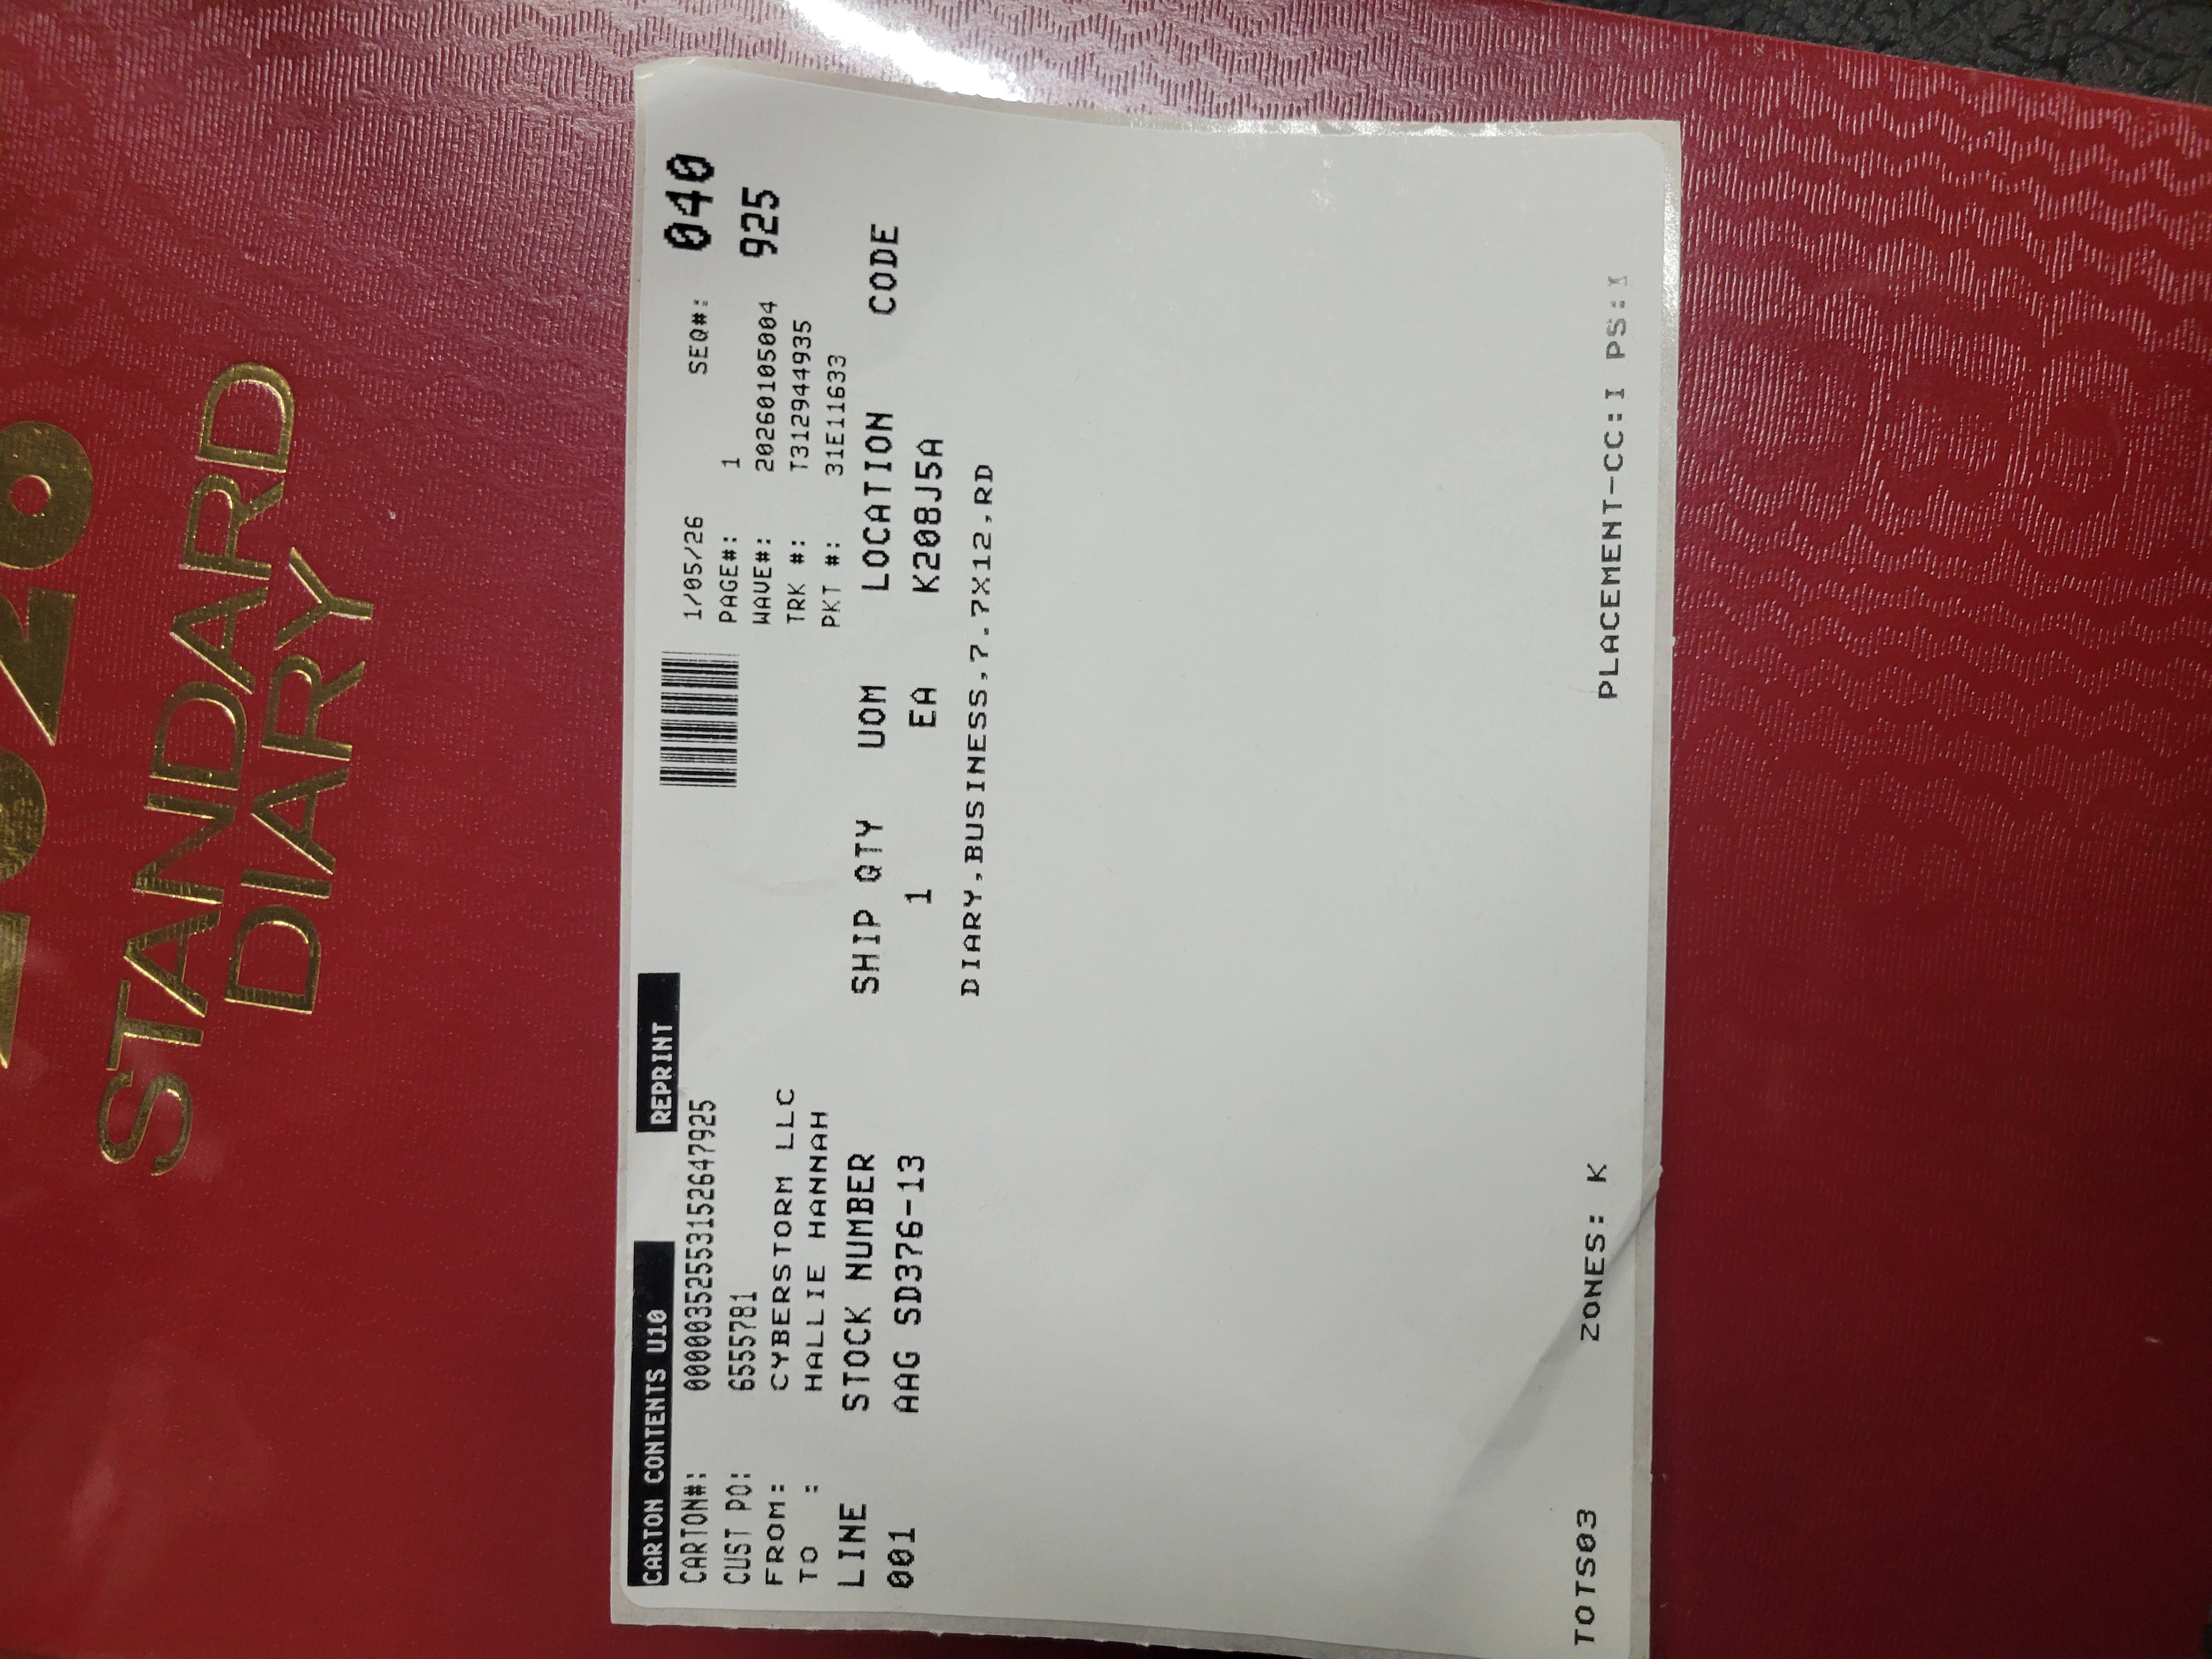 2026
STANDARD
DIARY
CARTON CONTENTS U10 REPRINT
CARTON#: 00000352553152647925
CUST PO: 6555781
FROM: CYBERSTORM LLC
TO : HALLIE HANNAH
1/05/26 SEQ#: 040
PAGE#: 1 925
WAVE#: 20260105004
TRK #: T312944935
PKT #: 31E11633
LINE STOCK NUMBER SHIP QTY UOM LOCATION CODE
001 AAG SD376-13 1 EA K208J5A
DIARY,BUSINESS,7.7X12,RD
TOTS03 ZONES: K PLACEMENT-CC:I PS:I